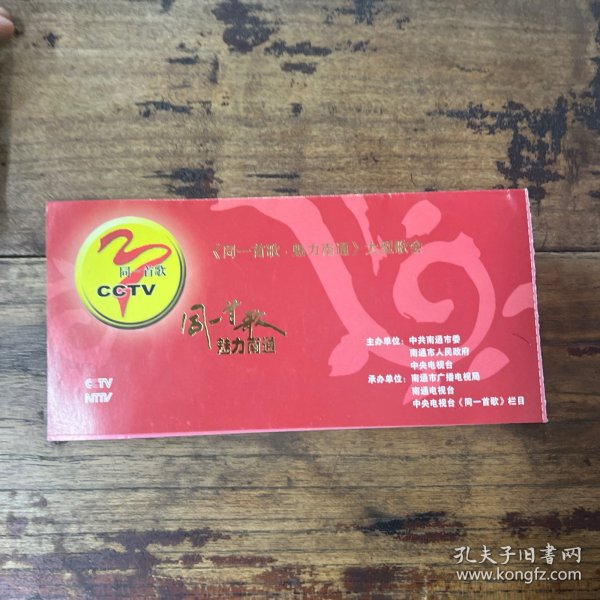 同一首歌
CCTV
《同一首歌·魅力南通》大型歌会
同一首歌
魅力南通
主办单位：中共南通市委
南通市人民政府
中央电视台
承办单位：南通市广播电视局
南通电视台
中央电视台《同一首歌》栏目
CCTV
NTTV
孔夫子旧书网
www.kongfz.com